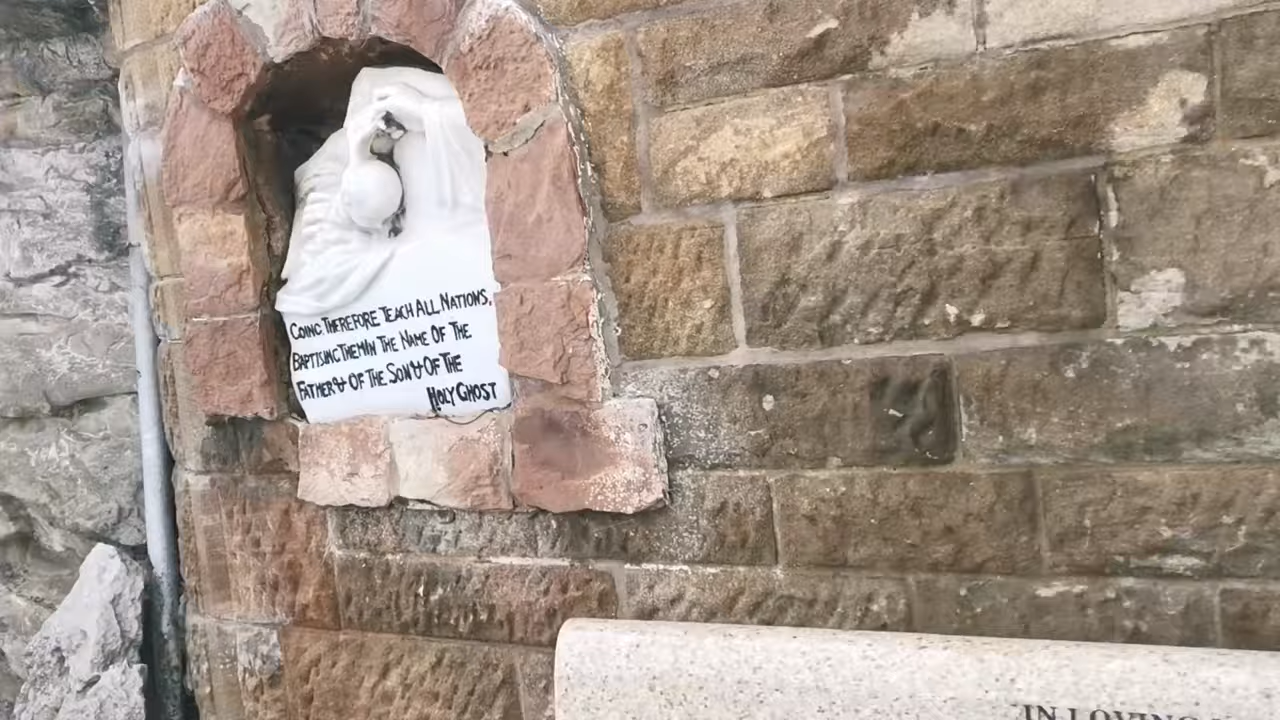 GOING THEREFORE TEACH ALL NATIONS,
BAPTISING THEM IN THE NAME OF THE
FATHER & OF THE SON & OF THE
HOLY GHOST
IN LOVING